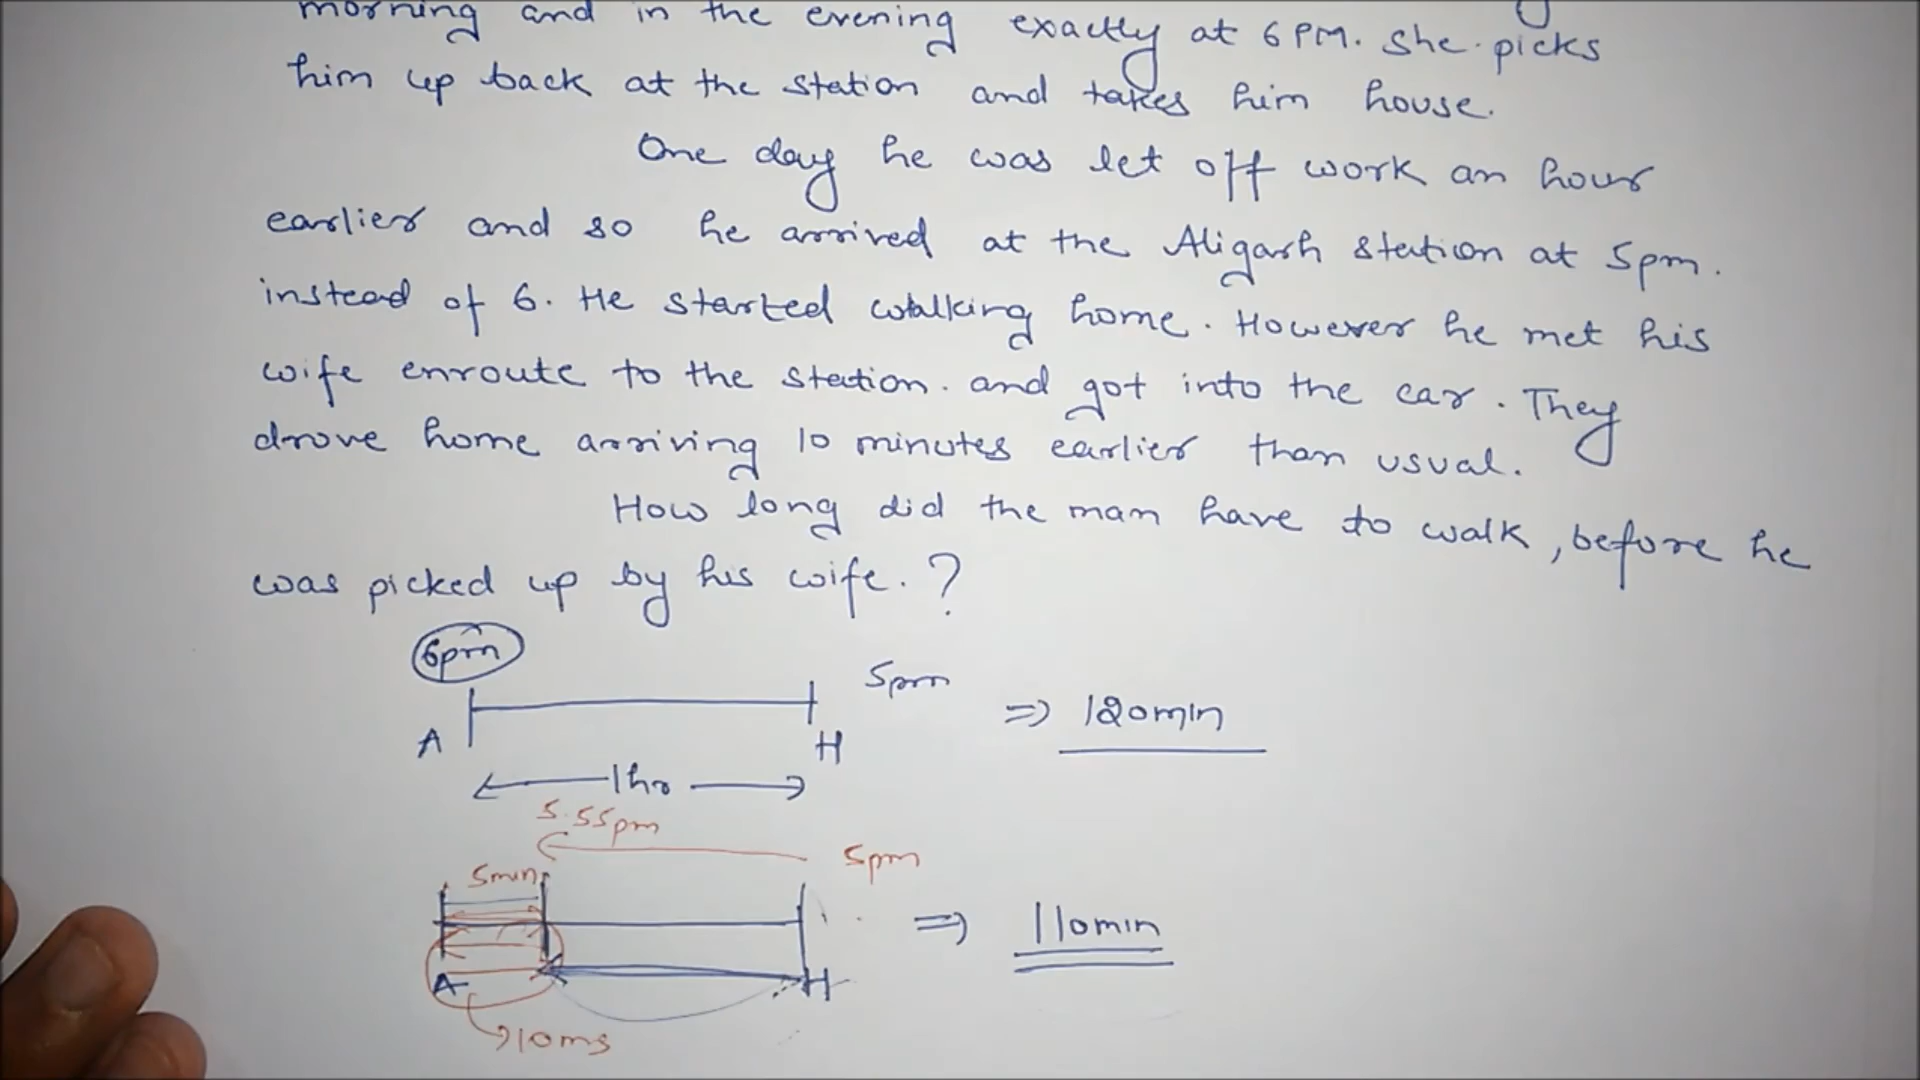 morning and in the evening exactly at 6 PM. She picks
him up back at the station and takes him house.
One day he was let off work an hour
earlier and so he arrived at the Aligarh station at 5pm.
instead of 6. He started walking home. However he met his
wife enroute to the station. and got into the car. They
drove home arriving 10 minutes earlier than usual.
How long did the man have to walk, before he
was picked up by his wife. ?
6pm
5pm
⇒ 120min
A
H
1hr
5.55pm
5min
5pm
⇒ 110min
A
H
10ms